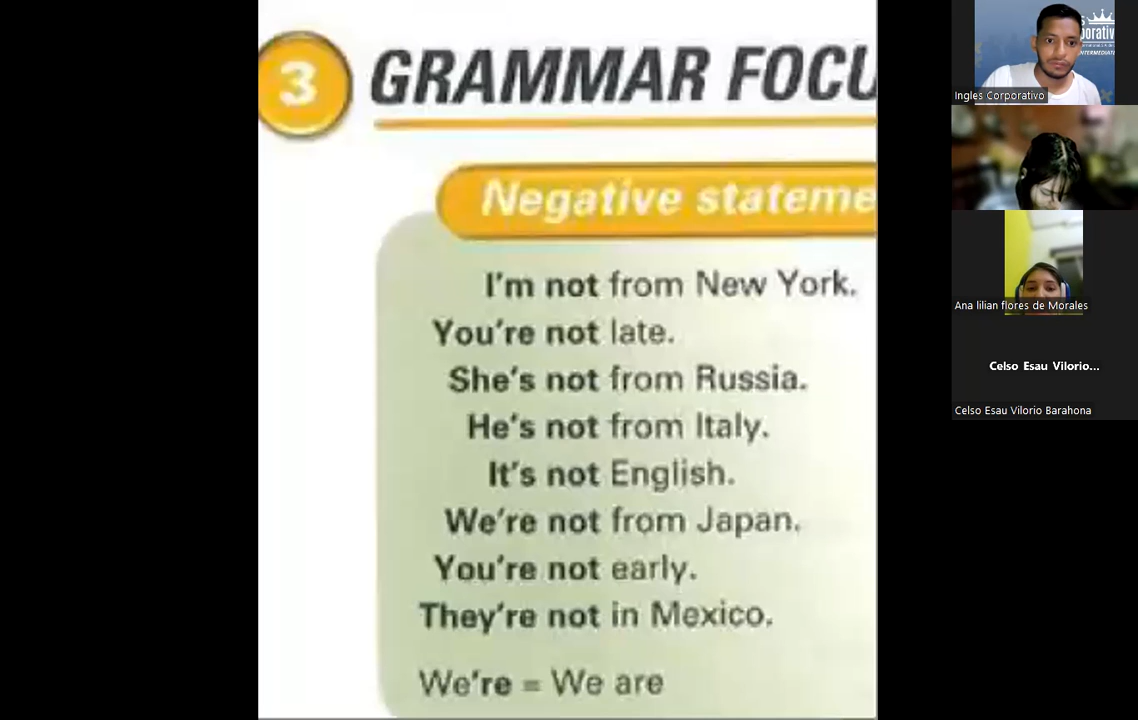 3 GRAMMAR FOCU
Negative stateme
I'm not from New York.
You're not late.
She's not from Russia.
He's not from Italy.
It's not English.
We're not from Japan.
You're not early.
They're not in Mexico.
We're = We are
porativ
INTERMEDIATE
Ingles Corporativo
Ana lilian flores de Morales
Celso Esau Vilorio...
Celso Esau Vilorio Barahona